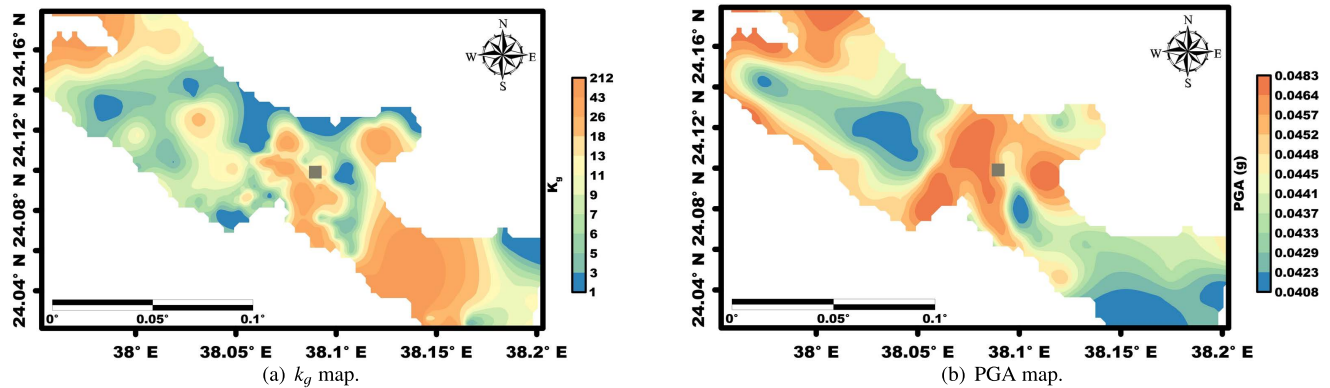 24.16° N
24.12° N
24.08° N
24.04° N
N
W E
S
212
43
26
18
13
11
9
7
6
5
3
1
Kg
0° 0.05° 0.1°
38° E 38.05° E 38.1° E 38.15° E 38.2° E
(a) kg map.
24.16° N
24.12° N
24.08° N
24.04° N
N
W E
S
0.0483
0.0464
0.0457
0.0452
0.0448
0.0445
0.0441
0.0437
0.0433
0.0430
0.0423
0.0408
PGA (g)
0° 0.05° 0.1°
38° E 38.05° E 38.1° E 38.15° E 38.2° E
(b) PGA map.